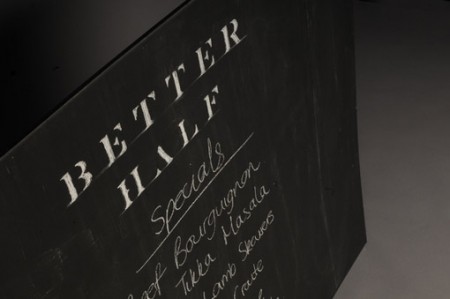 BETTER
HALF
Specials
Bourguignon
Tikka Masala
Lamb Skewers